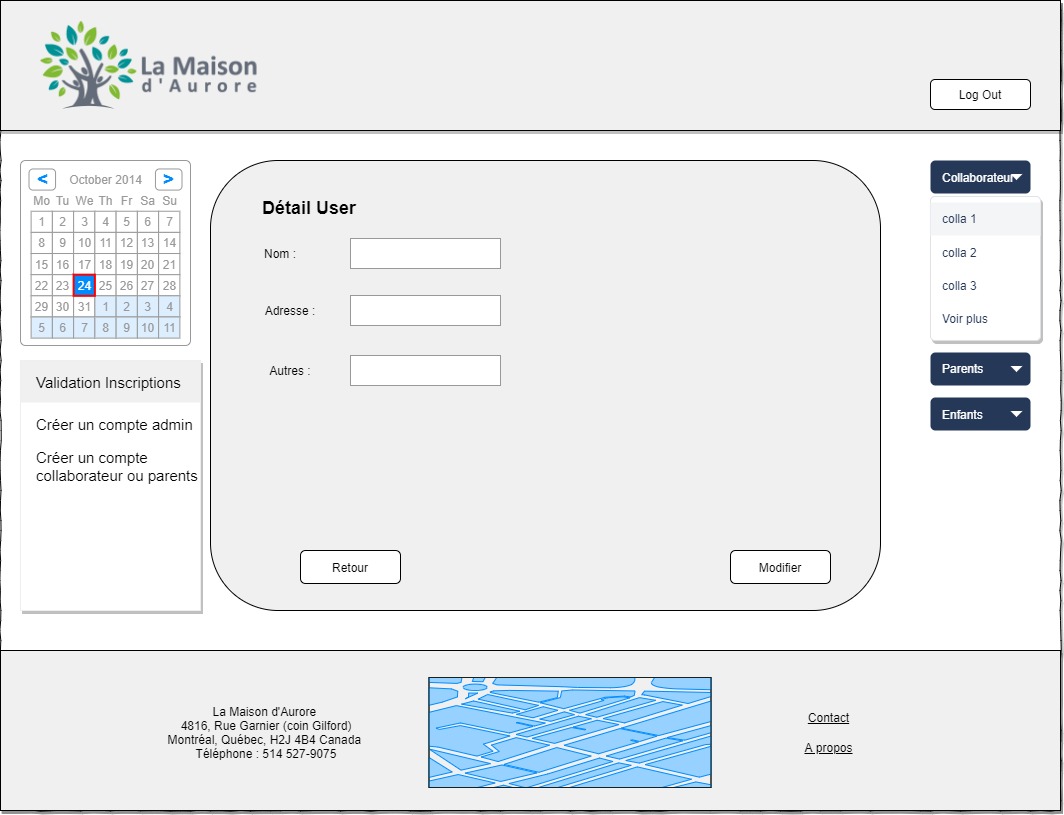 La Maison
d'Aurore
Log Out
< October 2014 >
Mo Tu We Th Fr Sa Su
1 2 3 4 5 6 7
8 9 10 11 12 13 14
15 16 17 18 19 20 21
22 23 24 25 26 27 28
29 30 31 1 2 3 4
5 6 7 8 9 10 11
Validation Inscriptions
Créer un compte admin
Créer un compte
collaborateur ou parents
Détail User
Nom :
Adresse :
Autres :
Retour
Modifier
Collaborateur
colla 1
colla 2
colla 3
Voir plus
Parents
Enfants
La Maison d'Aurore
4816, Rue Garnier (coin Gilford)
Montréal, Québec, H2J 4B4 Canada
Téléphone : 514 527-9075
Contact
A propos